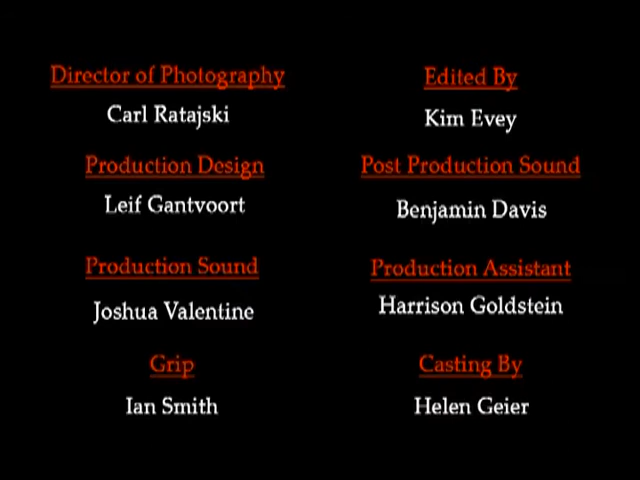 Director of Photography
Carl Ratajski
Production Design
Leif Gantvoort
Production Sound
Joshua Valentine
Grip
Ian Smith
Edited By
Kim Evey
Post Production Sound
Benjamin Davis
Production Assistant
Harrison Goldstein
Casting By
Helen Geier